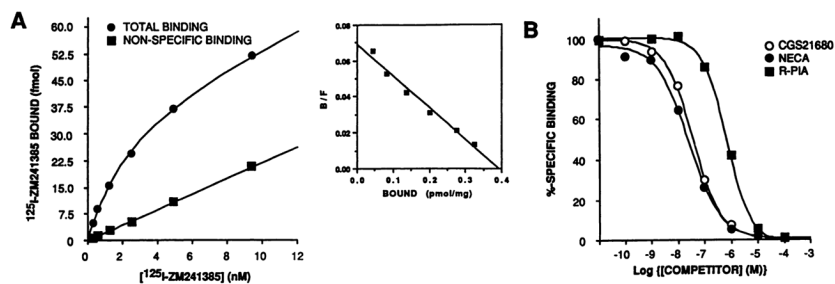 A
TOTAL BINDING
NON-SPECIFIC BINDING
60.0
52.5
45.0
37.5
30.0
22.5
15.0
7.5
0.0
¹²⁵I-ZM241385 BOUND (fmol)
0 2 4 6 8 10 12
[¹²⁵I-ZM241385] (nM)
0.08
0.06
0.04
0.02
0.00
B / F
0.0 0.1 0.2 0.3 0.4
BOUND (pmol/mg)
B
CGS21680
NECA
R-PIA
100
80
60
40
20
0
%-SPECIFIC BINDING
-10 -9 -8 -7 -6 -5 -4 -3
Log {[COMPETITOR] (M)}